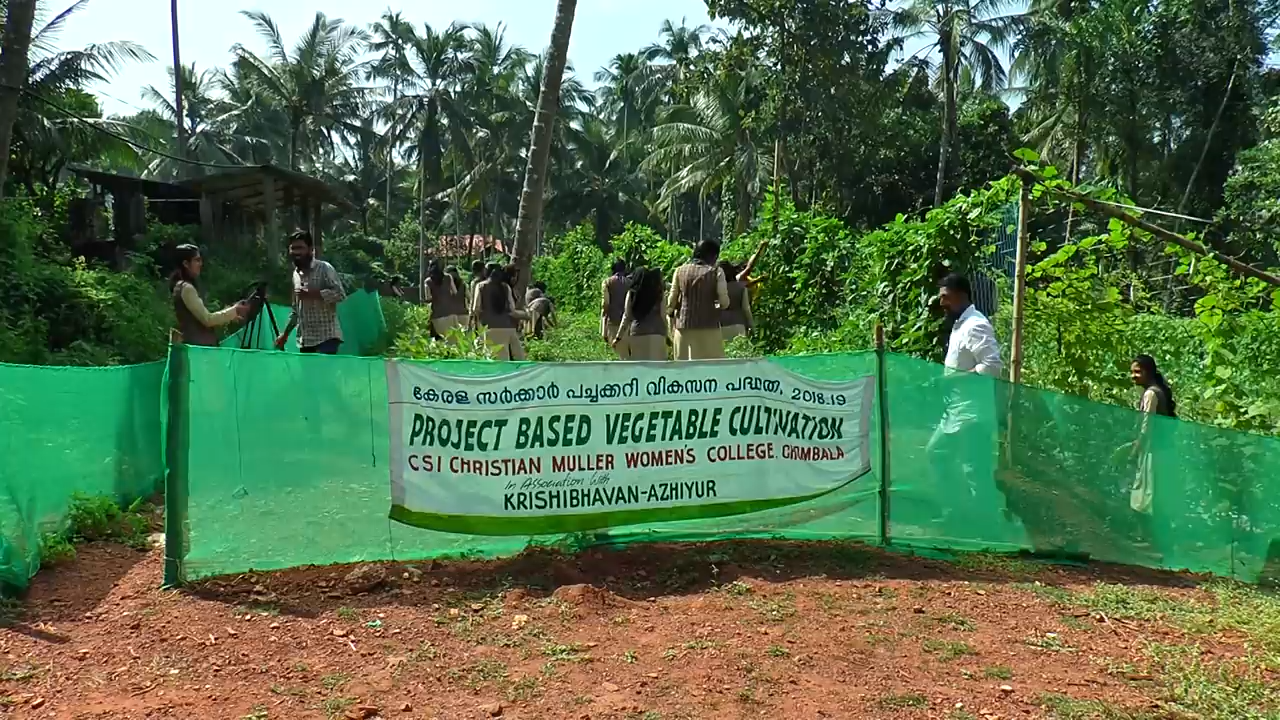 കേരള സർക്കാർ പച്ചക്കറി വികസന പദ്ധതി, 2018-19
PROJECT BASED VEGETABLE CULTIVATION
CSI CHRISTIAN MULLER WOMEN'S COLLEGE, CHOMBALA
In Association With
KRISHIBHAVAN-AZHIYUR